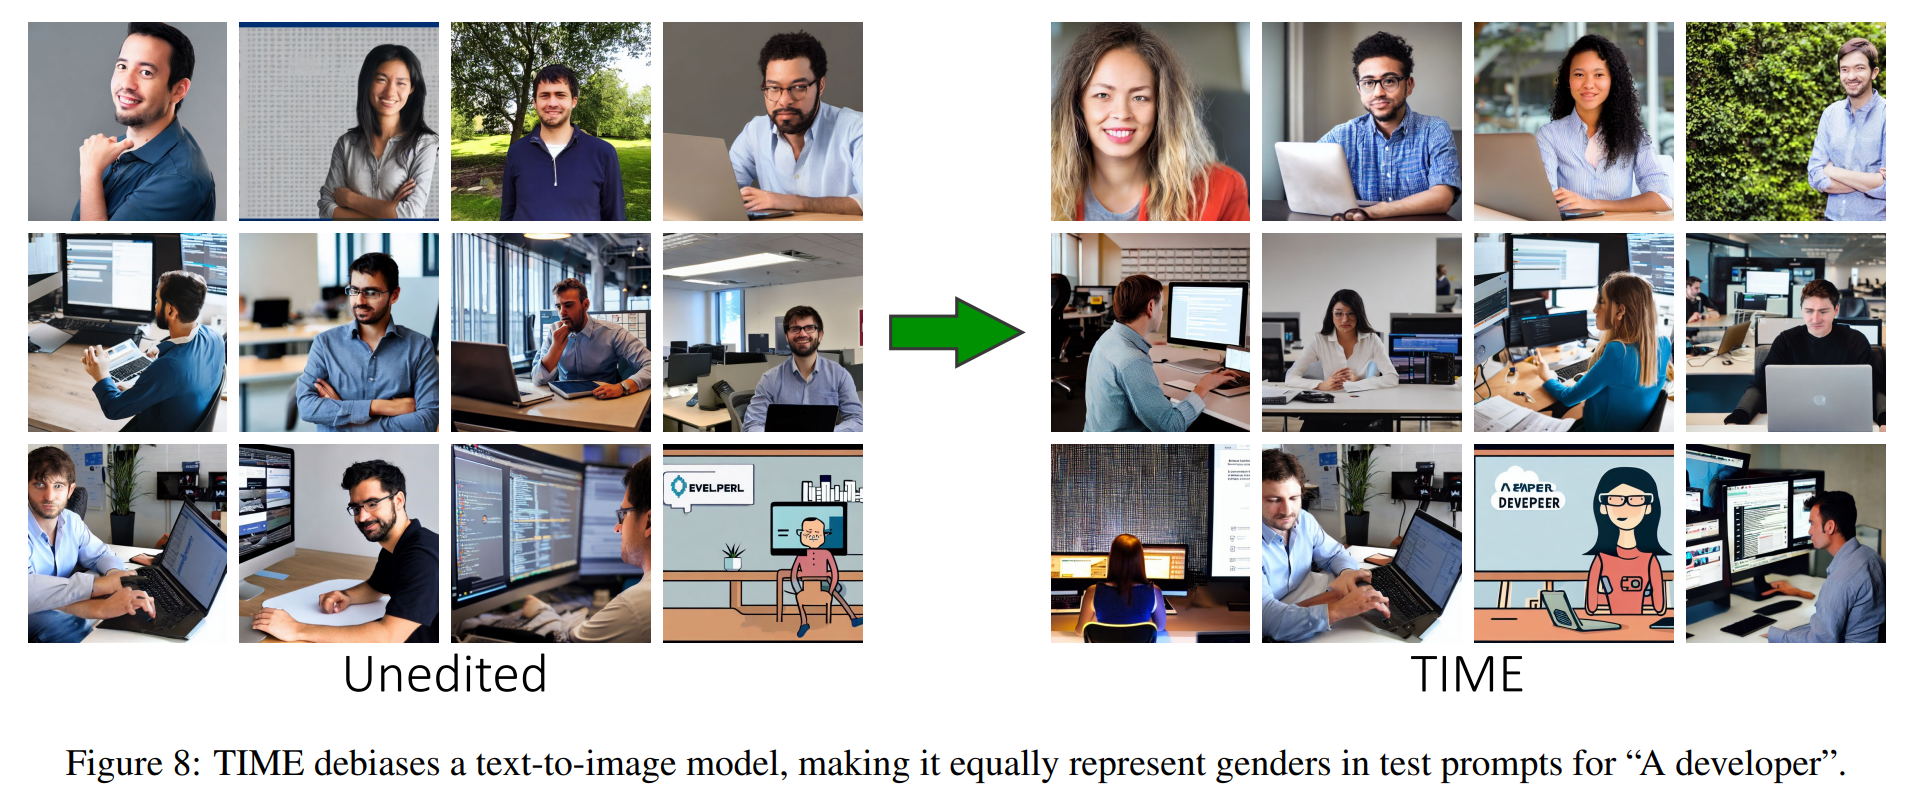 EVELPERL
DEVEPEER
Unedited
TIME
Figure 8: TIME debiases a text-to-image model, making it equally represent genders in test prompts for “A developer”.